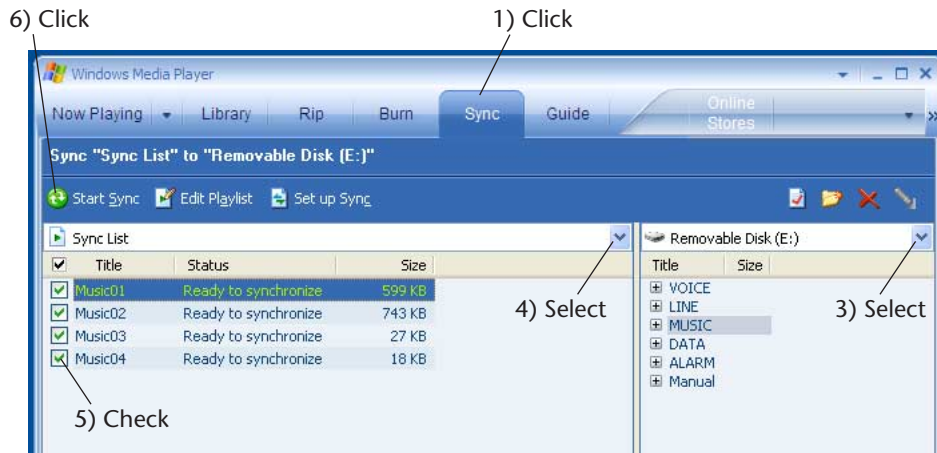 6) Click
1) Click
Windows Media Player
Now Playing Library Rip Burn Sync Guide Online Stores
Sync "Sync List" to "Removable Disk (E:)"
Start Sync Edit Playlist Set up Sync
Sync List
Removable Disk (E:)
Title Status Size
Title Size
Music01 Ready to synchronize 599 KB
Music02 Ready to synchronize 743 KB
Music03 Ready to synchronize 27 KB
Music04 Ready to synchronize 18 KB
4) Select
VOICE
LINE
MUSIC
DATA
ALARM
Manual
3) Select
5) Check